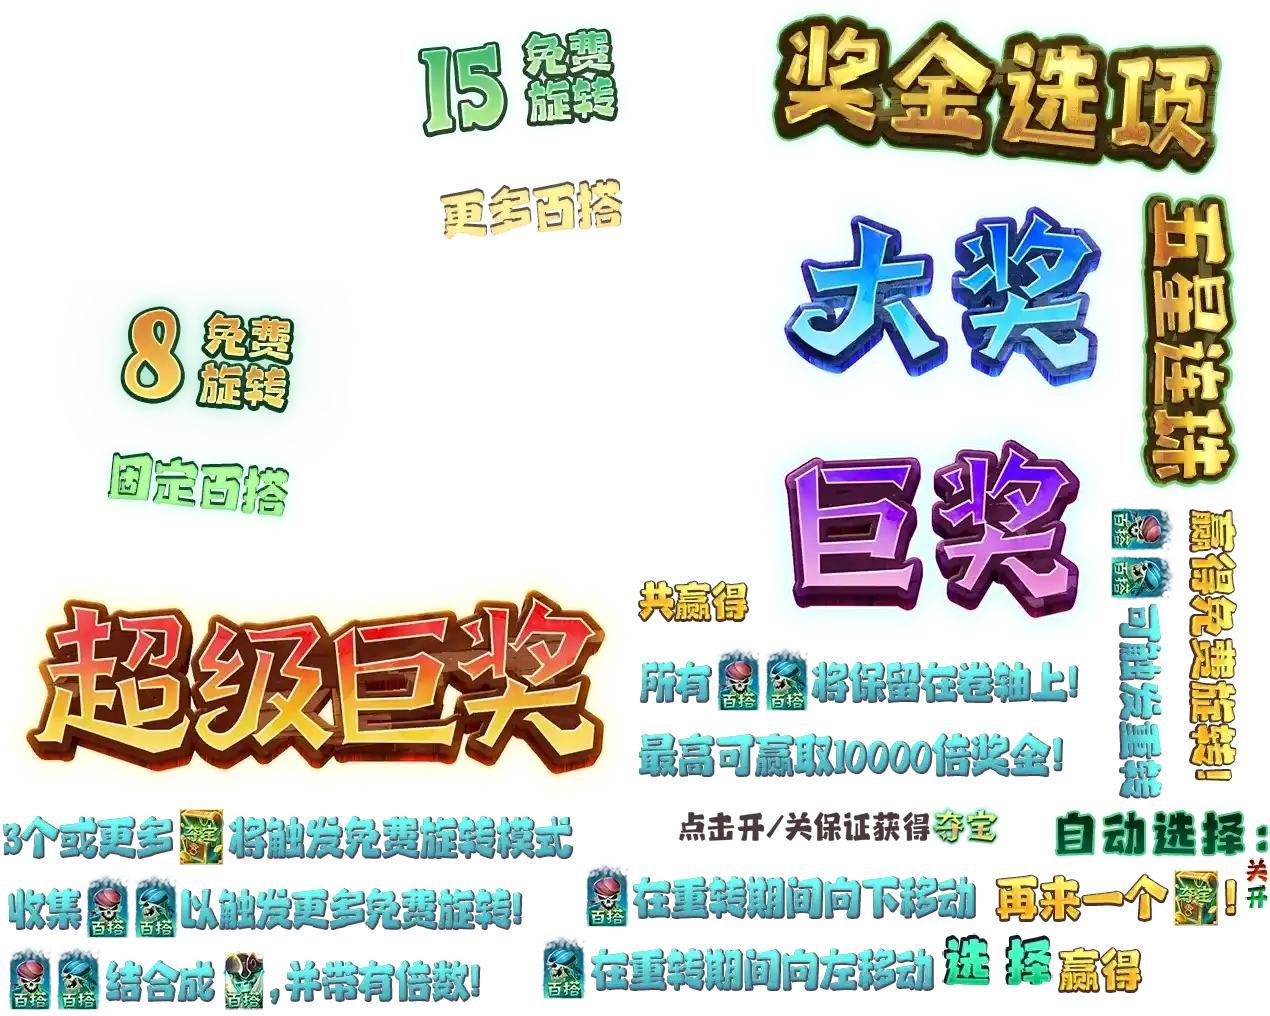 15 免费
旋转
更多百搭
8 免费
旋转
固定百搭
奖金选项
大奖
巨奖
五星连珠
超级巨奖
共赢得
所有 百搭 百搭 将保留在卷轴上!
最高可赢取10000倍奖金!
百搭 百搭 可触发重转
赢得免费旋转!
3个或更多 夺宝 将触发免费旋转模式
收集 百搭 百搭 以触发更多免费旋转!
百搭 百搭 结合成 百搭 ,并带有倍数!
点击开/关保证获得夺宝
自动选择:
关
开
百搭 在重转期间向下移动
再来一个 夺宝 !
百搭 在重转期间向左移动
选择
赢得